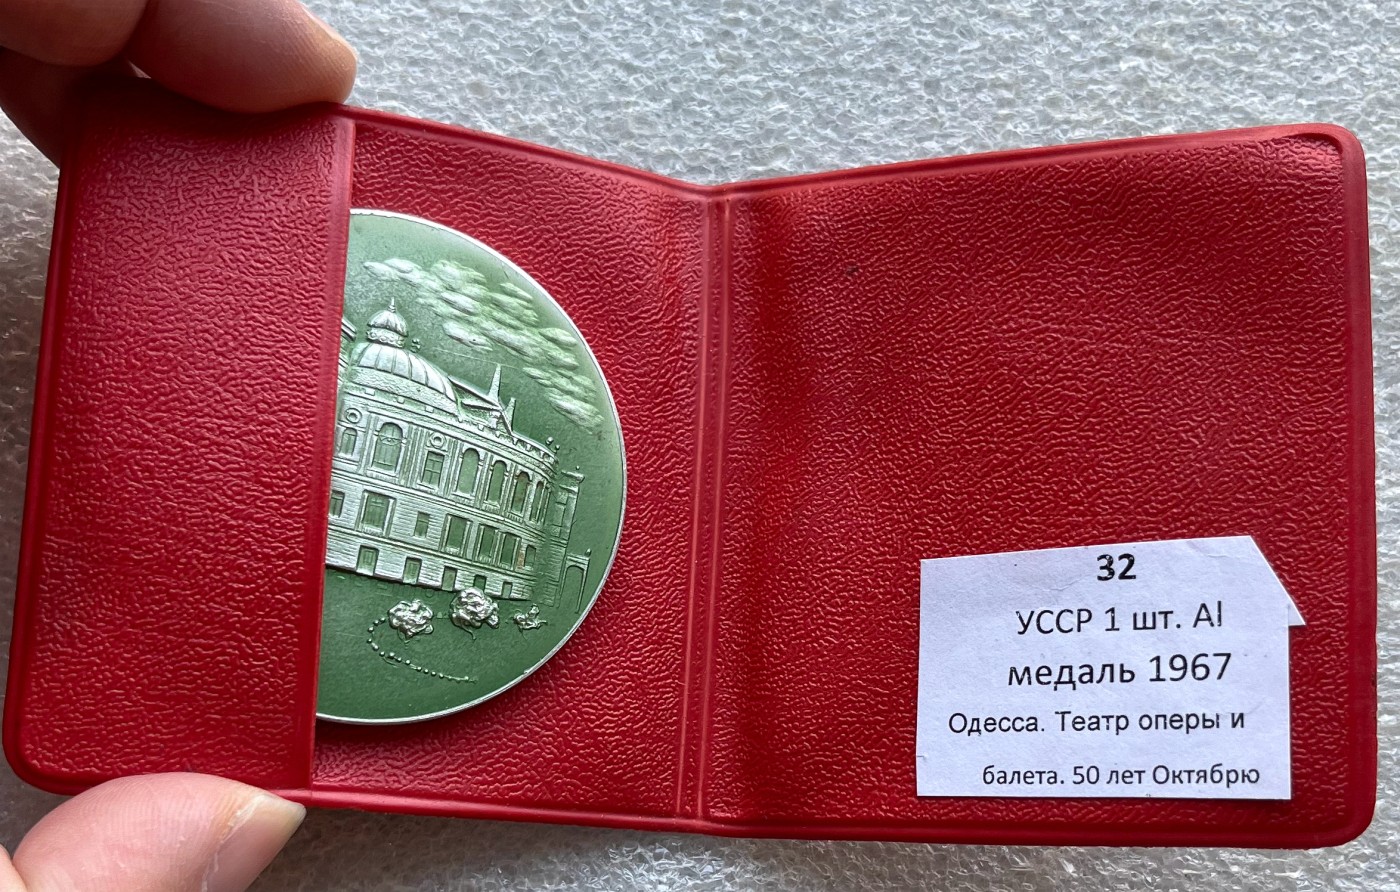 32
УССР 1 шт. Al
медаль 1967
Одесса. Театр оперы и
балета. 50 лет Октябрю